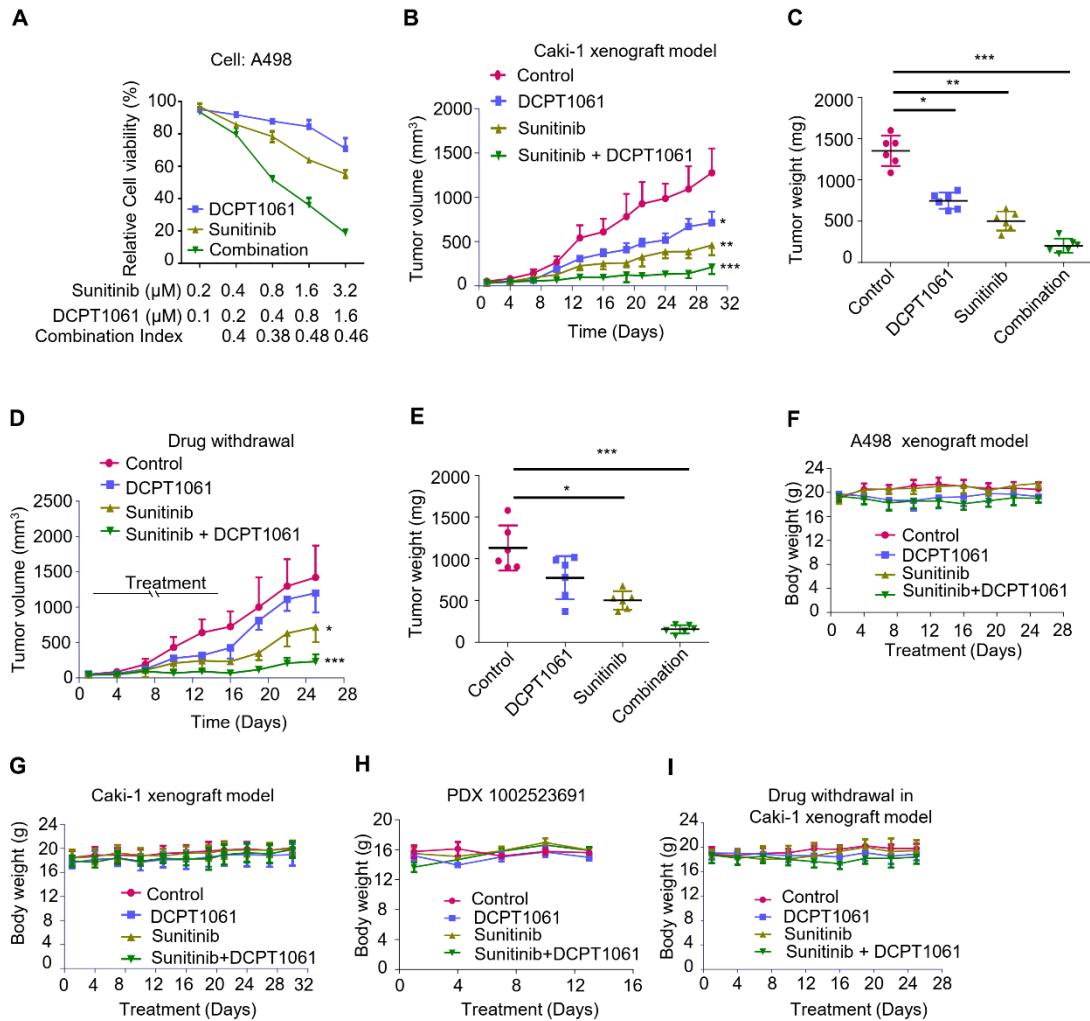 A
Cell: A498
Relative Cell viability (%)
100
80
60
40
20
0
DCPT1061
Sunitinib
Combination
Sunitinib (μM) 0.2 0.4 0.8 1.6 3.2
DCPT1061 (μM) 0.1 0.2 0.4 0.8 1.6
Combination Index 0.4 0.38 0.48 0.46
B
Caki-1 xenograft model
Control
DCPT1061
Sunitinib
Sunitinib + DCPT1061
Tumor volume (mm³)
2000
1500
1000
500
0
*
**
***
0 4 8 12 16 20 24 28 32
Time (Days)
C
***
**
*
Tumor weight (mg)
2000
1500
1000
500
0
Control
DCPT1061
Sunitinib
Combination
D
Drug withdrawal
Control
DCPT1061
Sunitinib
Sunitinib + DCPT1061
Tumor volume (mm³)
2000
1500
1000
500
0
Treatment
*
***
0 4 8 12 16 20 24 28
Time (Days)
E
***
*
Tumor weight (mg)
2000
1500
1000
500
0
Control
DCPT1061
Sunitinib
Combination
F
A498 xenograft model
Body weight (g)
24
20
16
12
8
4
0
Control
DCPT1061
Sunitinib
Sunitinib+DCPT1061
0 4 8 12 16 20 24 28
Treatment (Days)
G
Caki-1 xenograft model
Body weight (g)
24
20
16
12
8
4
0
Control
DCPT1061
Sunitinib
Sunitinib+DCPT1061
0 4 8 12 16 20 24 28 32
Treatment (Days)
H
PDX 1002523691
Body weight (g)
20
16
12
8
4
0
Control
DCPT1061
Sunitinib
Sunitinib+DCPT1061
0 4 8 12 16
Treatment (Days)
I
Drug withdrawal in
Caki-1 xenograft model
Body weight (g)
24
20
16
12
8
4
0
Control
DCPT1061
Sunitinib
Sunitinib + DCPT1061
0 4 8 12 16 20 24 28
Treatment (Days)